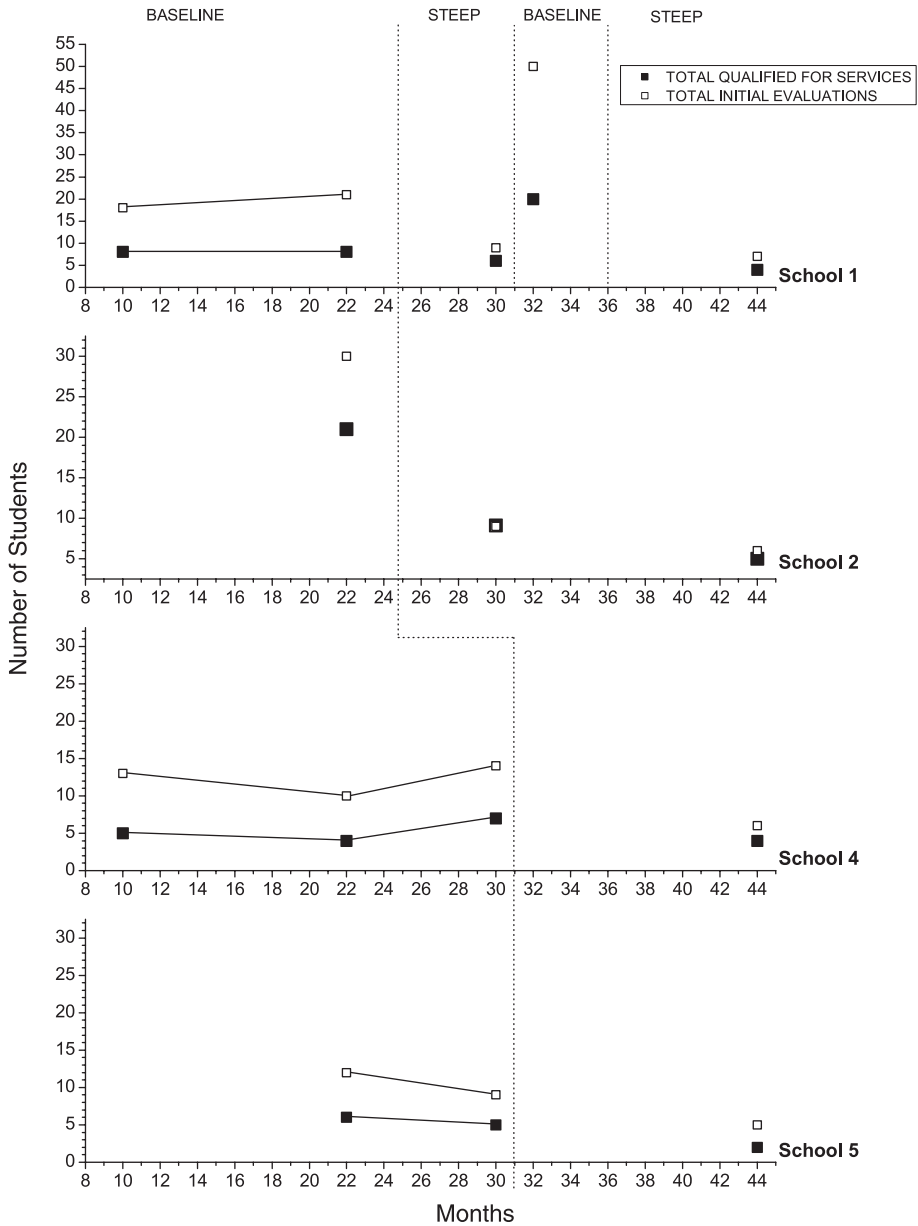 BASELINE STEEP BASELINE STEEP
55
50
45
40
35
30
25
20
15
10
5
0
TOTAL QUALIFIED FOR SERVICES
TOTAL INITIAL EVALUATIONS
School 1
8 10 12 14 16 18 20 22 24 26 28 30 32 34 36 38 40 42 44
30
25
20
15
10
5
School 2
8 10 12 14 16 18 20 22 24 26 28 30 32 34 36 38 40 42 44
Number of Students
30
25
20
15
10
5
0
School 4
8 10 12 14 16 18 20 22 24 26 28 30 32 34 36 38 40 42 44
30
25
20
15
10
5
0
School 5
8 10 12 14 16 18 20 22 24 26 28 30 32 34 36 38 40 42 44
Months